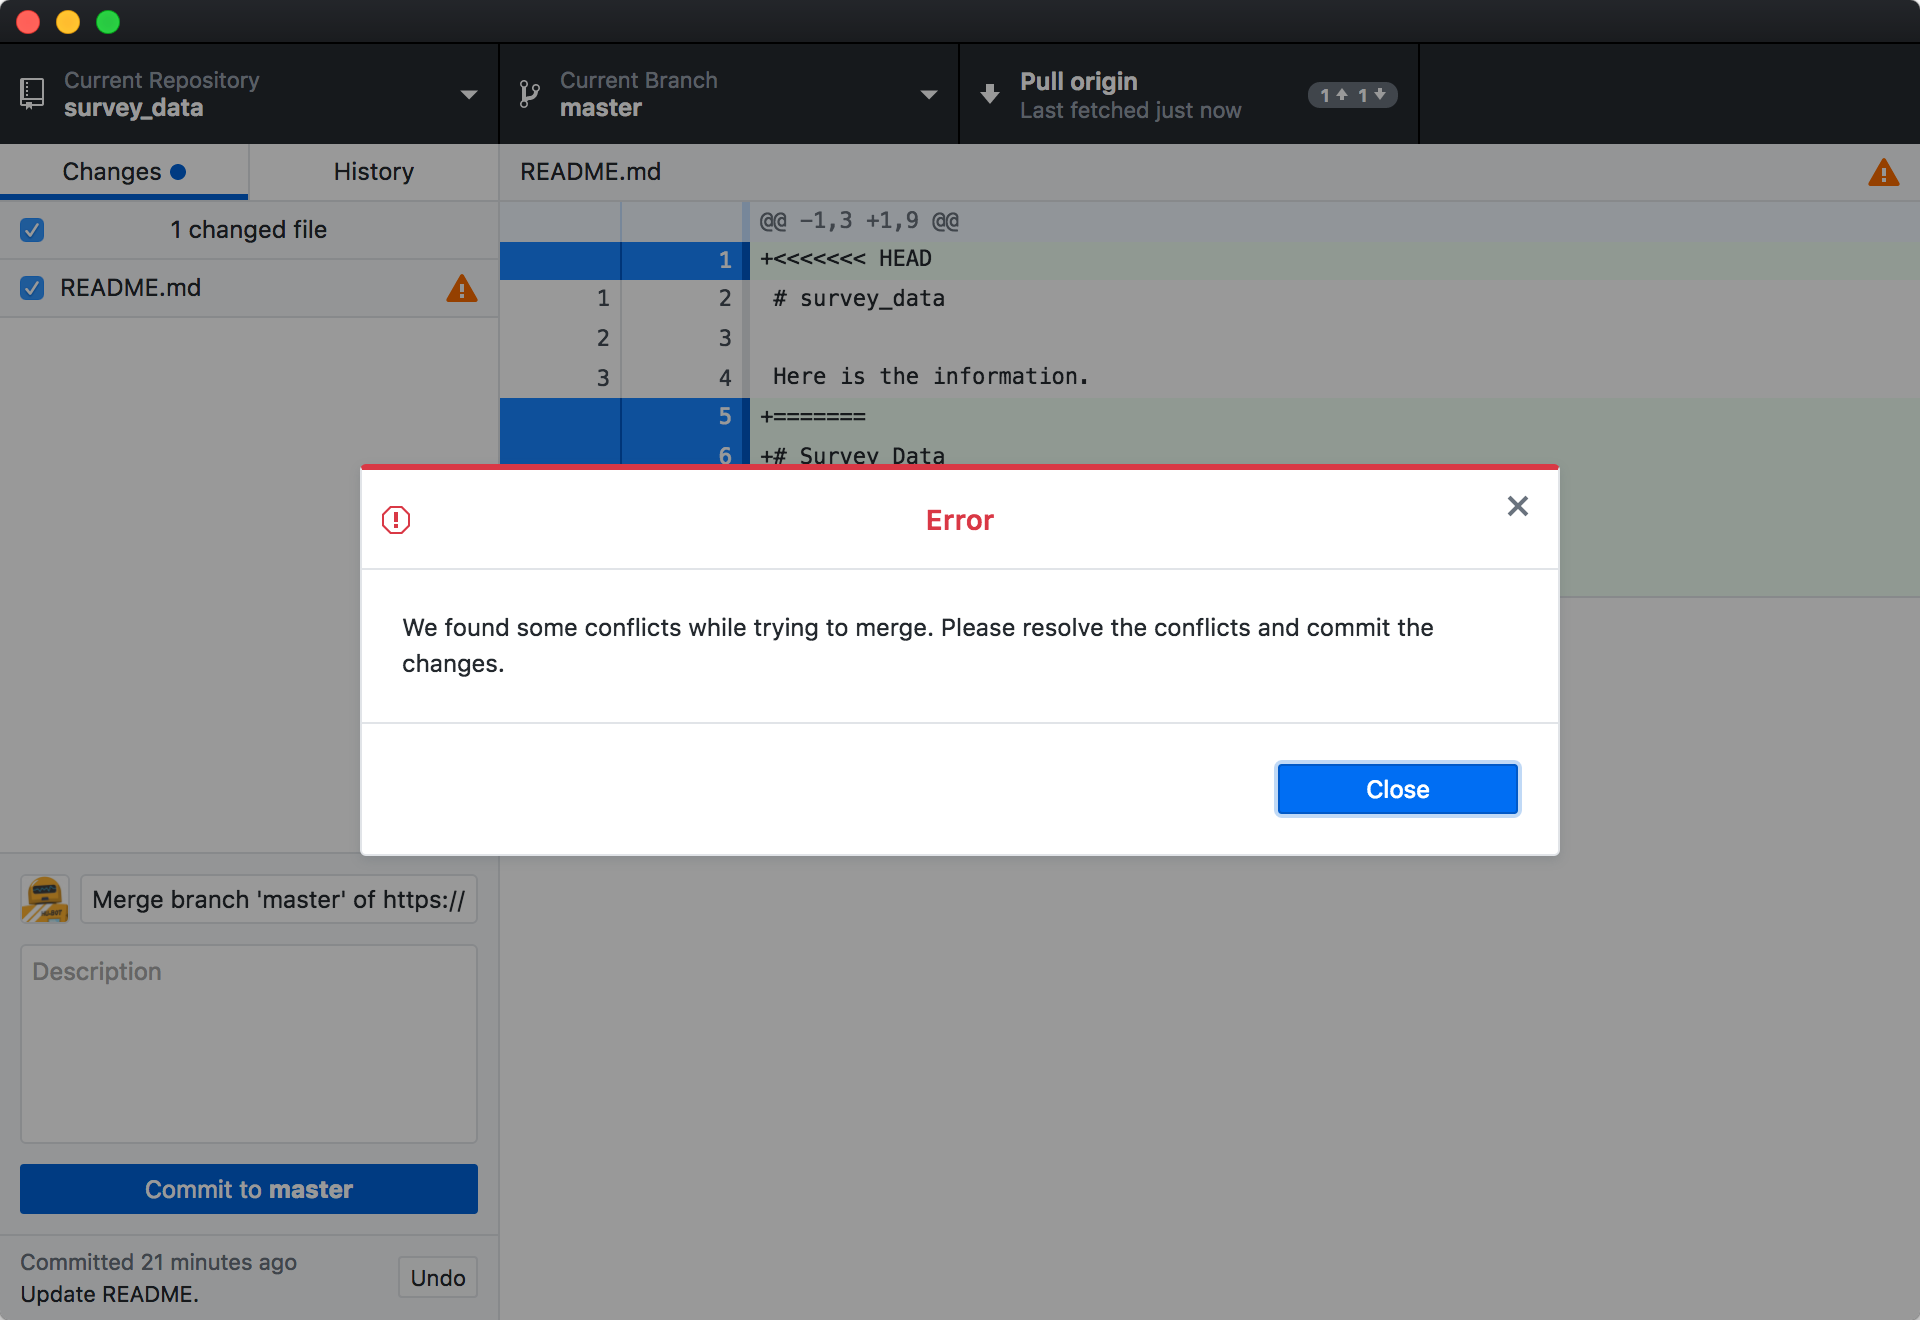 Current Repository
survey_data
Current Branch
master
Pull origin
Last fetched just now
1 1
Changes
History
README.md
1 changed file
README.md
@@ -1,3 +1,9 @@
1 +<<<<<<< HEAD
1 2 # survey_data
2 3
3 4 Here is the information.
5 +=======
6 +# Survey Data
Error
We found some conflicts while trying to merge. Please resolve the conflicts and commit the
changes.
Close
Merge branch 'master' of https://
Description
Commit to master
Committed 21 minutes ago
Update README.
Undo